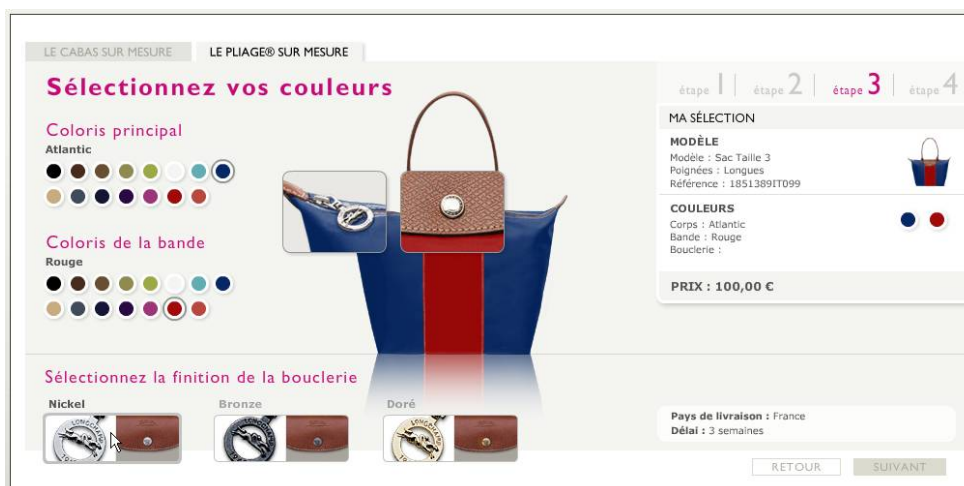 LE CABAS SUR MESURE
LE PLIAGE® SUR MESURE
Sélectionnez vos couleurs
Coloris principal
Atlantic
Coloris de la bande
Rouge
étape 1
étape 2
étape 3
étape 4
MA SÉLECTION
MODÈLE
Modèle : Sac Taille 3
Poignées : Longues
Référence : 1851389IT099
COULEURS
Corps : Atlantic
Bande : Rouge
Bouclerie :
PRIX : 100,00 €
Sélectionnez la finition de la bouclerie
Nickel
Bronze
Doré
LONGCHAMP
LONGCHAMP
LONGCHAMP
Pays de livraison : France
Délai : 3 semaines
RETOUR
SUIVANT